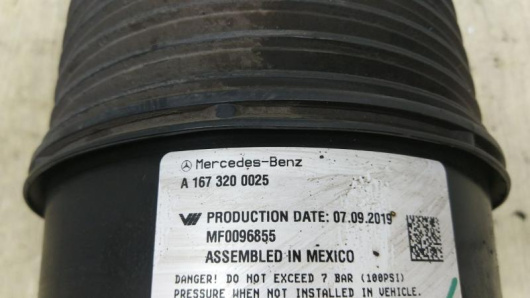 Mercedes-Benz
A 167 320 0025
PRODUCTION DATE: 07.09.2019
MF0096855
ASSEMBLED IN MEXICO
DANGER! DO NOT EXCEED 7 BAR (100PSI)
PRESSURE WHEN NOT INSTALLED IN VEHICLE.